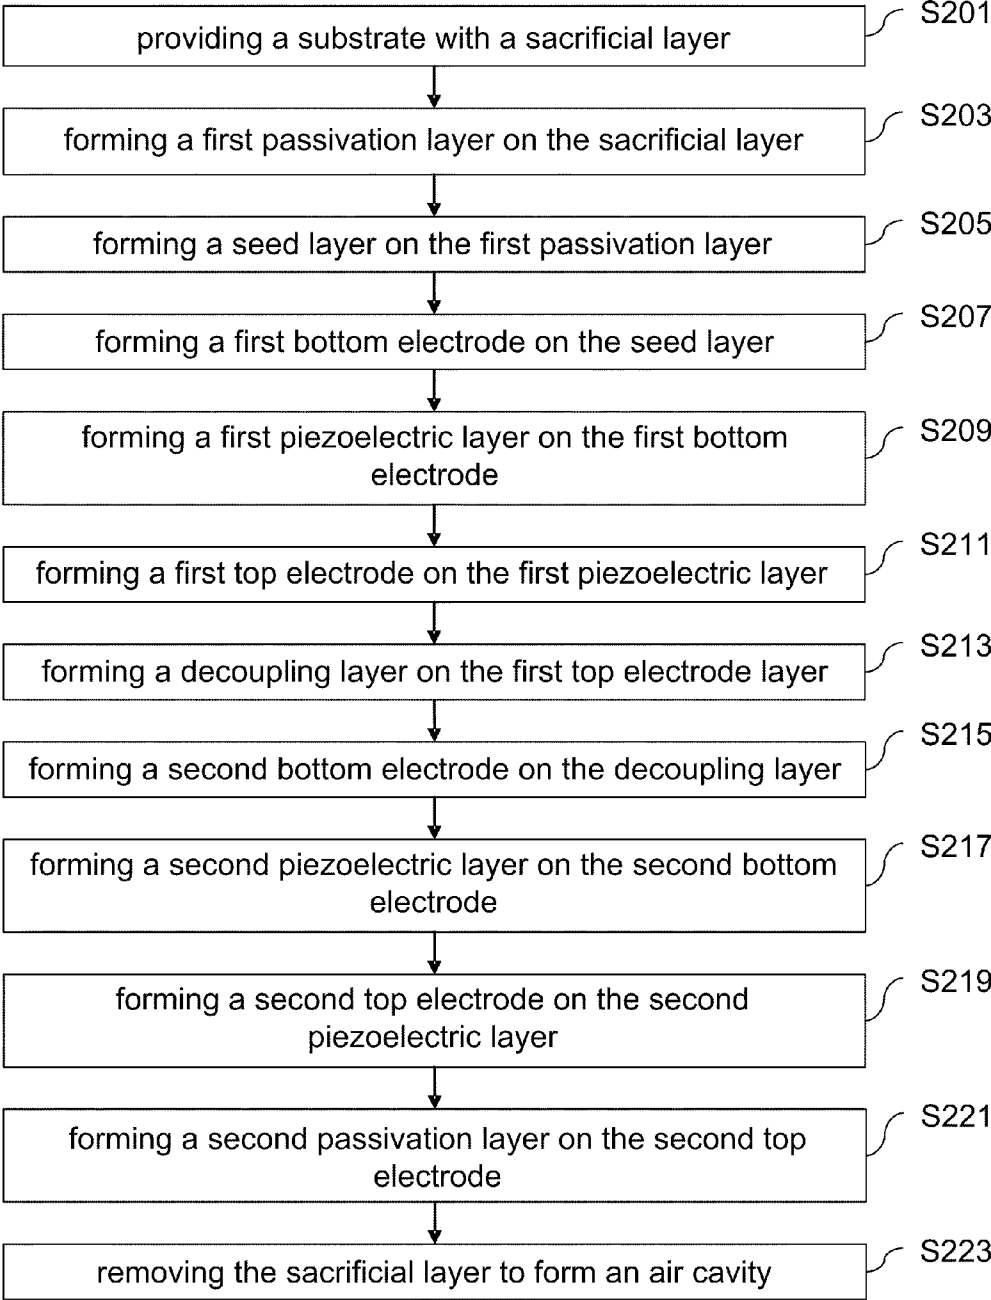 S201
providing a substrate with a sacrificial layer
S203
forming a first passivation layer on the sacrificial layer
S205
forming a seed layer on the first passivation layer
S207
forming a first bottom electrode on the seed layer
S209
forming a first piezoelectric layer on the first bottom
electrode
S211
forming a first top electrode on the first piezoelectric layer
S213
forming a decoupling layer on the first top electrode layer
S215
forming a second bottom electrode on the decoupling layer
S217
forming a second piezoelectric layer on the second bottom
electrode
S219
forming a second top electrode on the second
piezoelectric layer
S221
forming a second passivation layer on the second top
electrode
S223
removing the sacrificial layer to form an air cavity